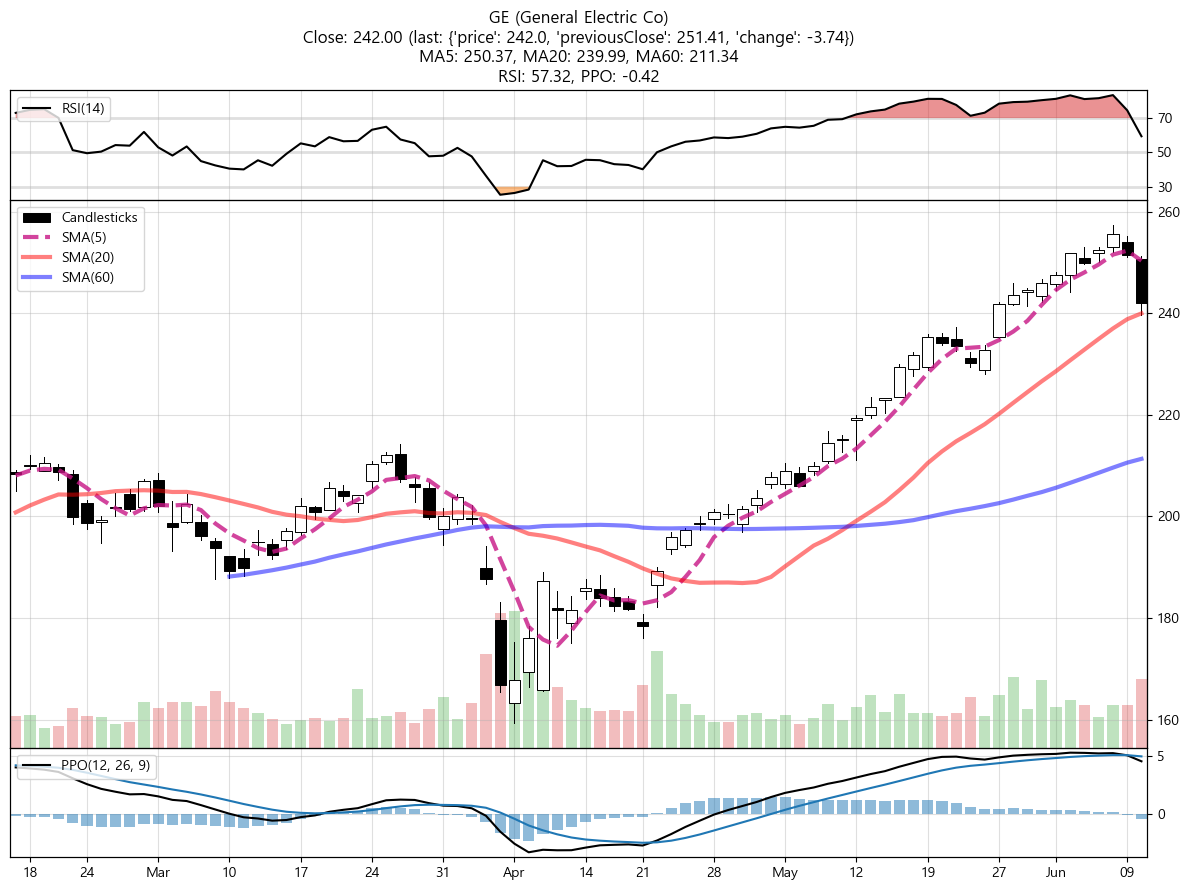 GE (General Electric Co)
Close: 242.00 (last: {'price': 242.0, 'previousClose': 251.41, 'change': -3.74})
MA5: 250.37, MA20: 239.99, MA60: 211.34
RSI: 57.32, PPO: -0.42
RSI(14)
70
50
30
Candlesticks
SMA(5)
SMA(20)
SMA(60)
260
240
220
200
180
160
PPO(12, 26, 9)
5
0
18 24 Mar 10 17 24 31 Apr 14 21 28 May 12 19 27 Jun 09